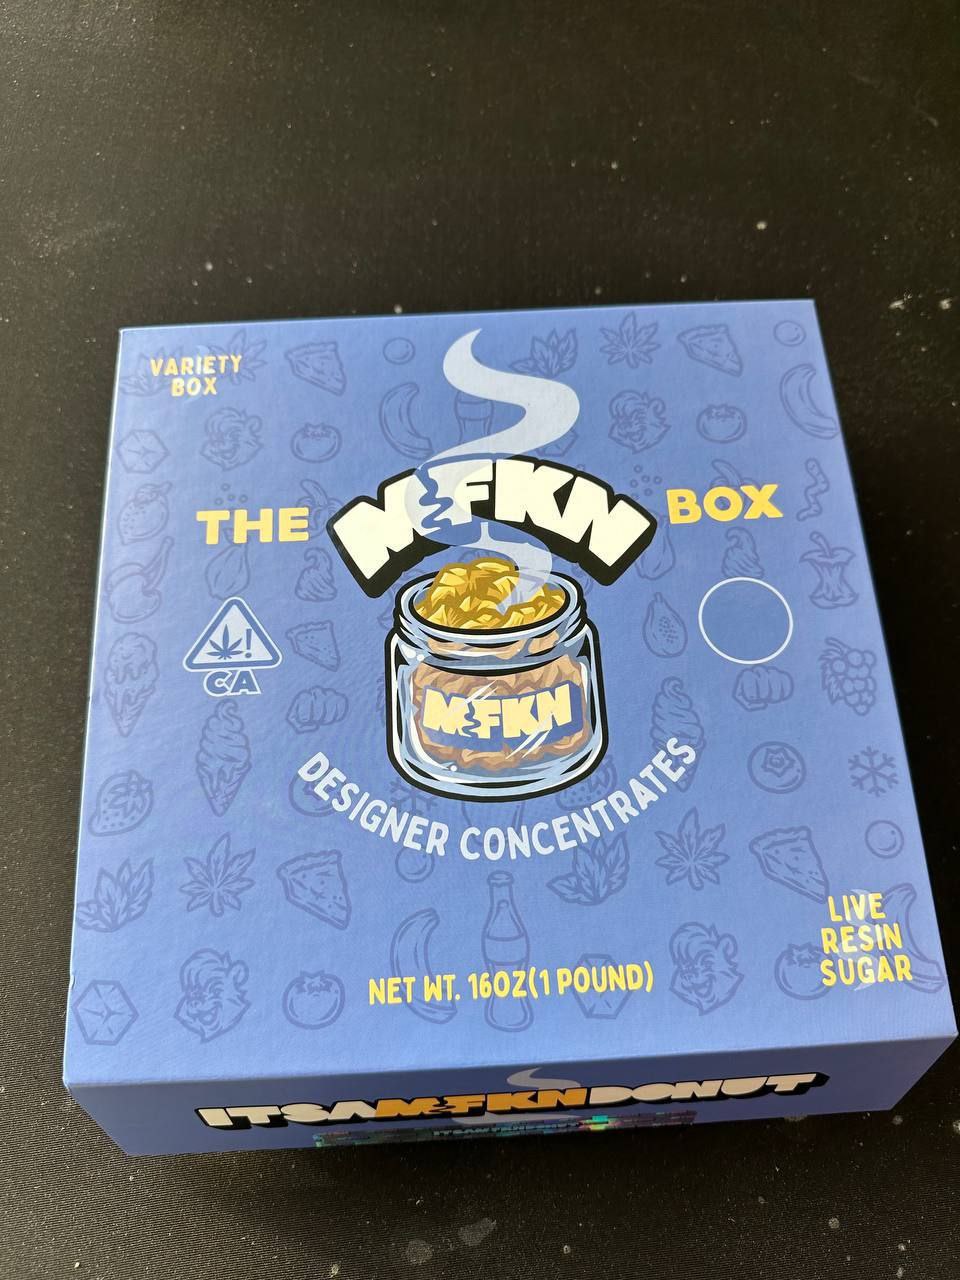 VARIETY
BOX
THE M⚡FKN BOX
CA
M⚡FKN
DESIGNER CONCENTRATES
LIVE
RESIN
SUGAR
NET WT. 16OZ(1 POUND)
ITSAM⚡FKNDONUT